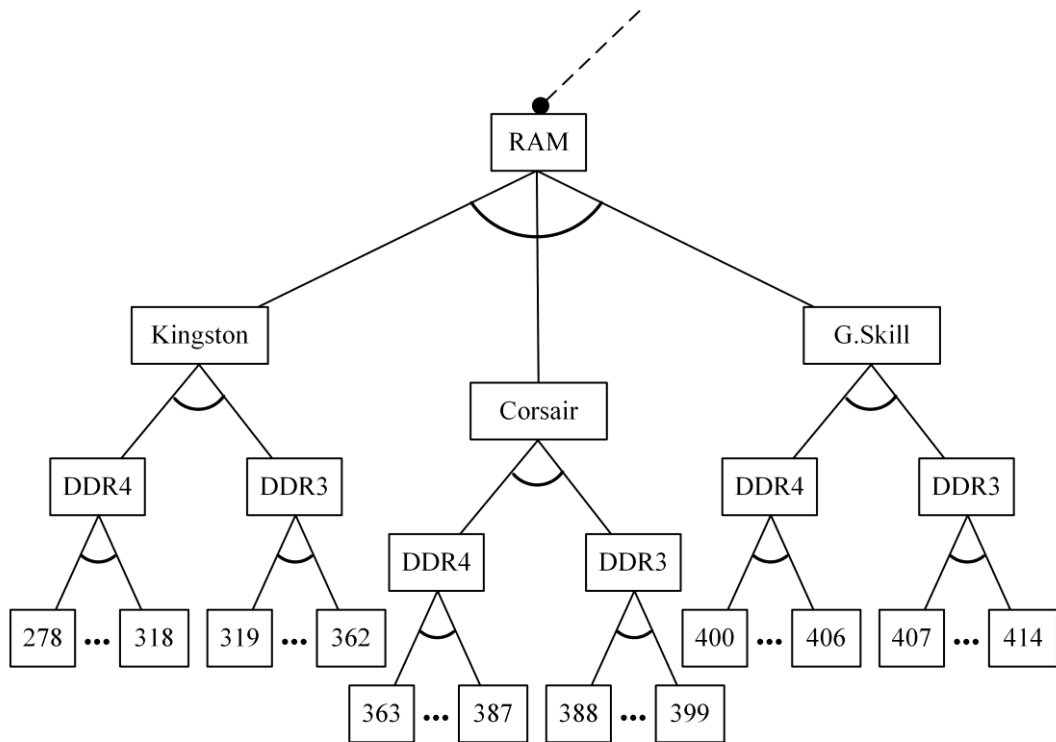 RAM
Kingston
G.Skill
Corsair
DDR4
DDR3
DDR4
DDR3
DDR4
DDR3
278 ... 318
319 ... 362
400 ... 406
407 ... 414
363 ... 387
388 ... 399